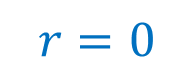 r = 0